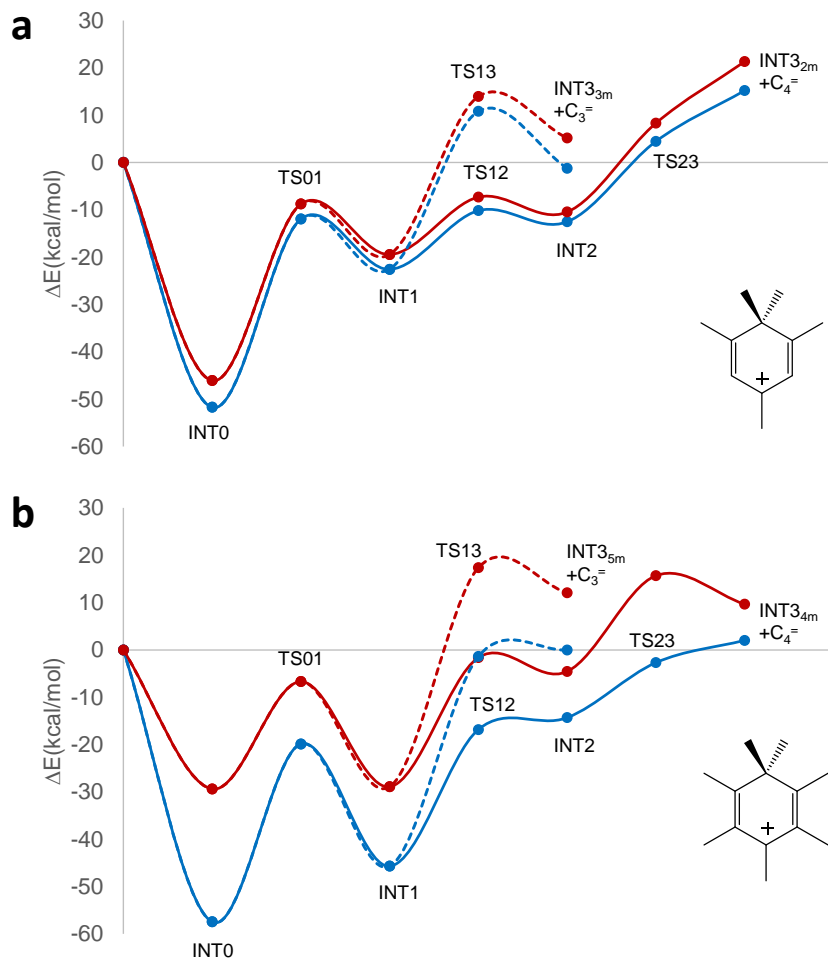 a
30
20
10
0
-10
-20
-30
-40
-50
-60
ΔE(kcal/mol)
INT0
TS01
INT1
TS13
TS12
INT3₃ₘ
+C₃⁼
INT2
TS23
INT3₂ₘ
+C₄⁼
+
b
30
20
10
0
-10
-20
-30
-40
-50
-60
ΔE(kcal/mol)
INT0
TS01
INT1
TS13
TS12
INT3₅ₘ
+C₃⁼
INT2
TS23
INT3₄ₘ
+C₄⁼
+